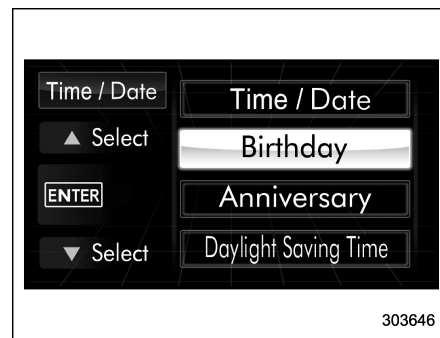 Time / Date
▲ Select
ENTER
▼ Select
Time / Date
Birthday
Anniversary
Daylight Saving Time
303646